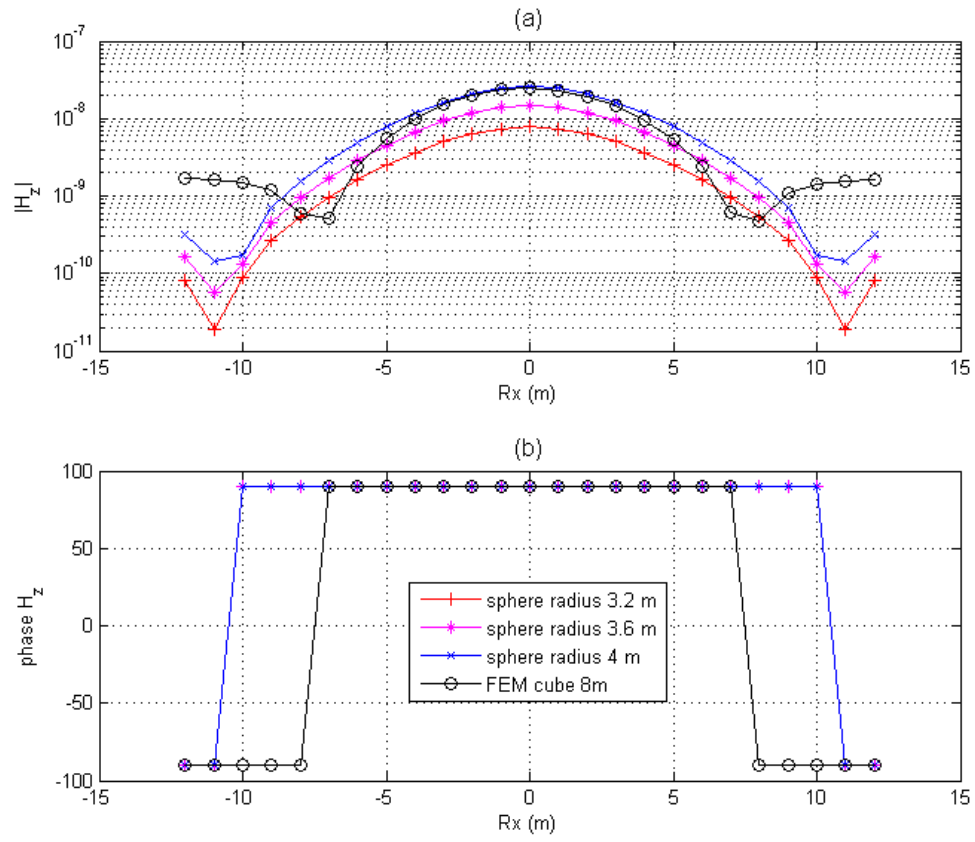 (a)
|H_z|
10^-7
10^-8
10^-9
10^-10
10^-11
-15 -10 -5 0 5 10 15
Rx (m)
(b)
phase H_z
100
50
0
-50
-100
sphere radius 3.2 m
sphere radius 3.6 m
sphere radius 4 m
FEM cube 8m
-15 -10 -5 0 5 10 15
Rx (m)